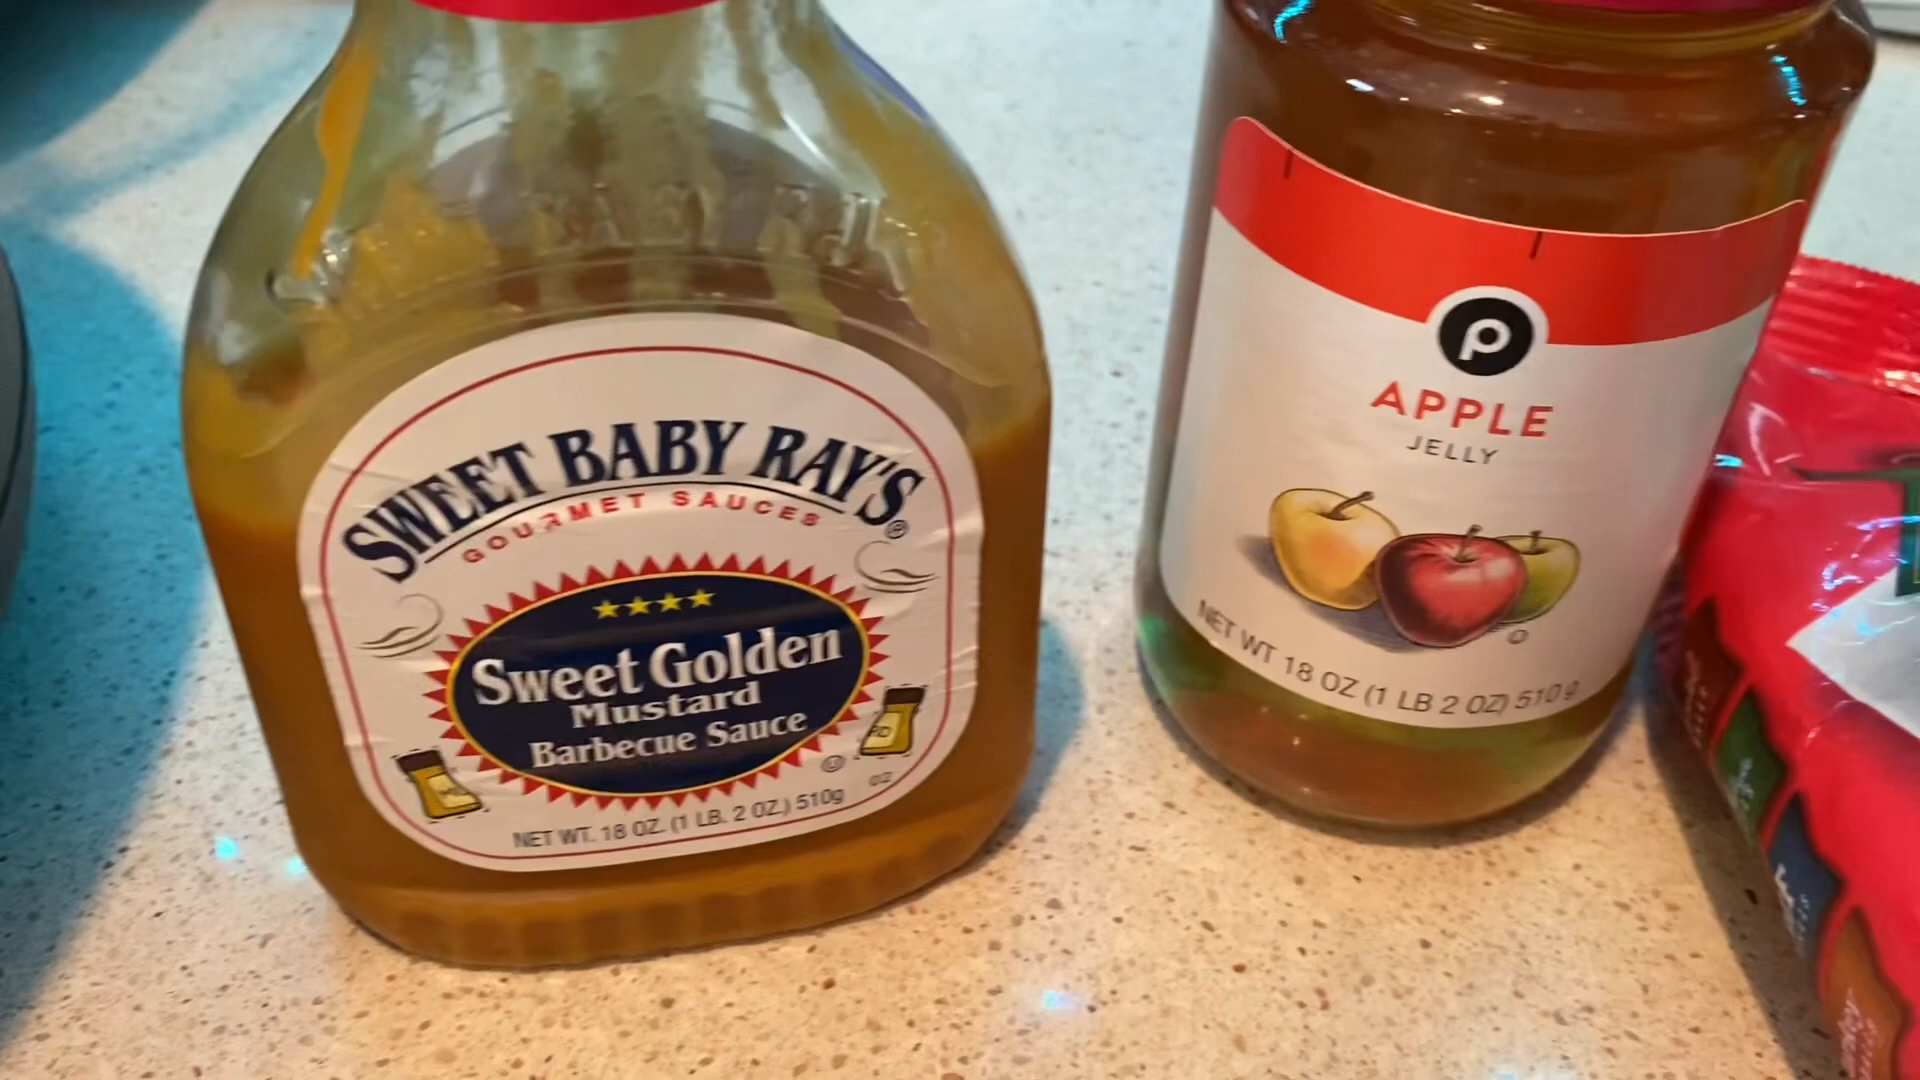 SWEET BABY RAY'S®
GOURMET SAUCES
Sweet Golden
Mustard
Barbecue Sauce
NET WT. 18 OZ. (1 LB. 2 OZ.) 510g
P
APPLE
JELLY
NET WT 18 OZ (1 LB 2 OZ) 510 g